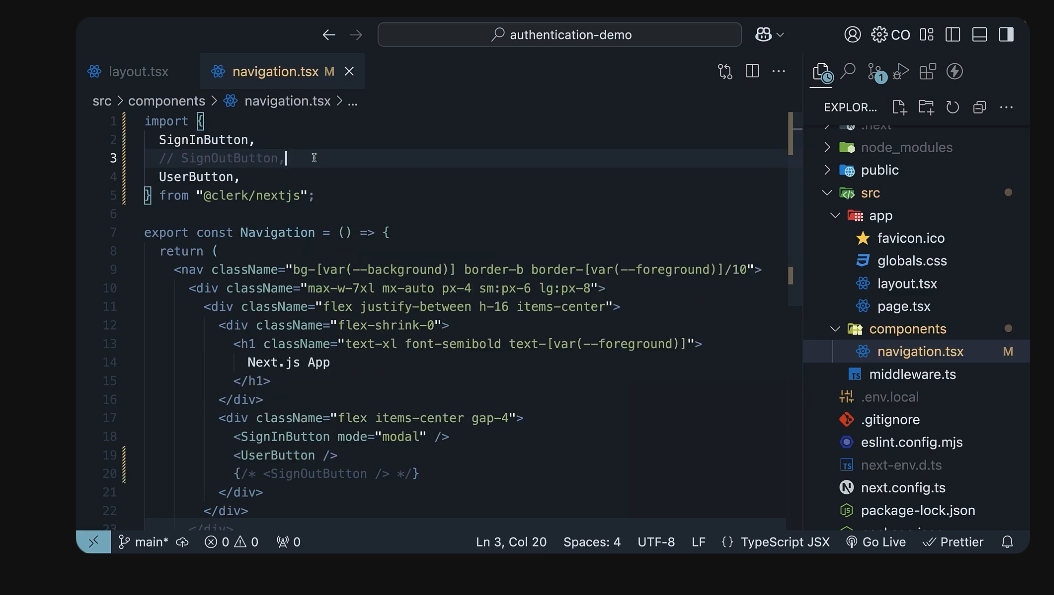 authentication-demo
CO
layout.tsx
navigation.tsx M
src > components > navigation.tsx > ...
1 import {
2 SignInButton,
3 // SignOutButton,
4 UserButton,
5 } from "@clerk/nextjs";
6
7 export const Navigation = () => {
8 return (
9 <nav className="bg-[var(--background)] border-b border-[var(--foreground)]/10">
10 <div className="max-w-7xl mx-auto px-4 sm:px-6 lg:px-8">
11 <div className="flex justify-between h-16 items-center">
12 <div className="flex-shrink-0">
13 <h1 className="text-xl font-semibold text-[var(--foreground)]">
14 Next.js App
15 </h1>
16 </div>
17 <div className="flex items-center gap-4">
18 <SignInButton mode="modal" />
19 <UserButton />
20 {/* <SignOutButton /> */}
21 </div>
22 </div>
23 </div>
1
EXPLOR...
.next
node_modules
public
src
app
favicon.ico
globals.css
layout.tsx
page.tsx
components
navigation.tsx M
TS middleware.ts
.env.local
.gitignore
eslint.config.mjs
TS next-env.d.ts
N next.config.ts
package-lock.json
main* 0 0 0 Ln 3, Col 20 Spaces: 4 UTF-8 LF {} TypeScript JSX Go Live Prettier